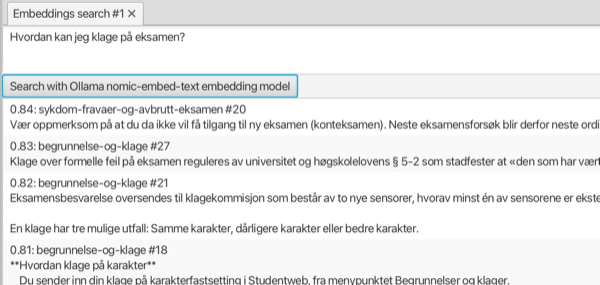 Embeddings search #1 ×
Hvordan kan jeg klage på eksamen?
Search with Ollama nomic-embed-text embedding model
0.84: sykdom-fravaer-og-avbrutt-eksamen #20
Vær oppmerksom på at du da ikke vil få tilgang til ny eksamen (konteksamen). Neste eksamensforsøk blir derfor neste ordi
0.83: begrunnelse-og-klage #27
Klage over formelle feil på eksamen reguleres av universitet og høgskolelovens § 5-2 som stadfester at «den som har vært
0.82: begrunnelse-og-klage #21
Eksamensbesvarelse oversendes til klagekommisjon som består av to nye sensorer, hvorav minst én av sensorene er ekste
En klage har tre mulige utfall: Samme karakter, dårligere karakter eller bedre karakter.
0.81: begrunnelse-og-klage #18
**Hvordan klage på karakter**
Du sender inn din klage på karakterfastsetting i Studentweb, fra menypunktet Begrunnelser og klager.